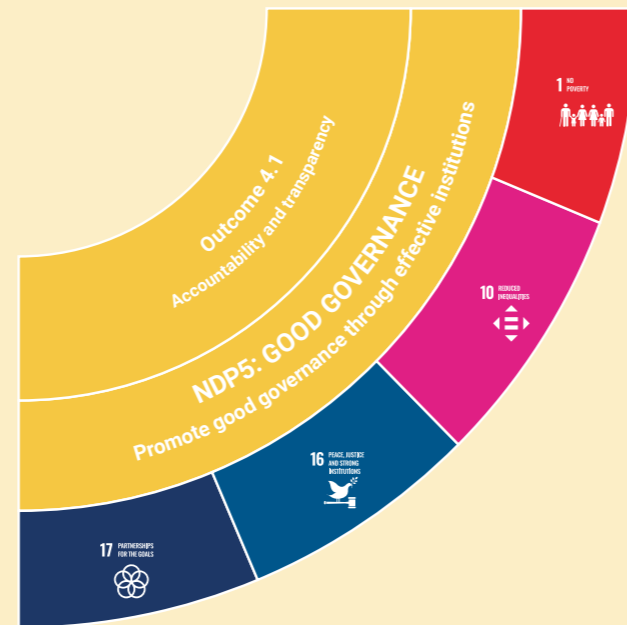 Outcome 4.1
Accountability and transparency
NDP5: GOOD GOVERNANCE
Promote good governance through effective institutions
1 NO
POVERTY
10 REDUCED
INEQUALITIES
16 PEACE, JUSTICE
AND STRONG
INSTITUTIONS
17 PARTNERSHIPS
FOR THE GOALS